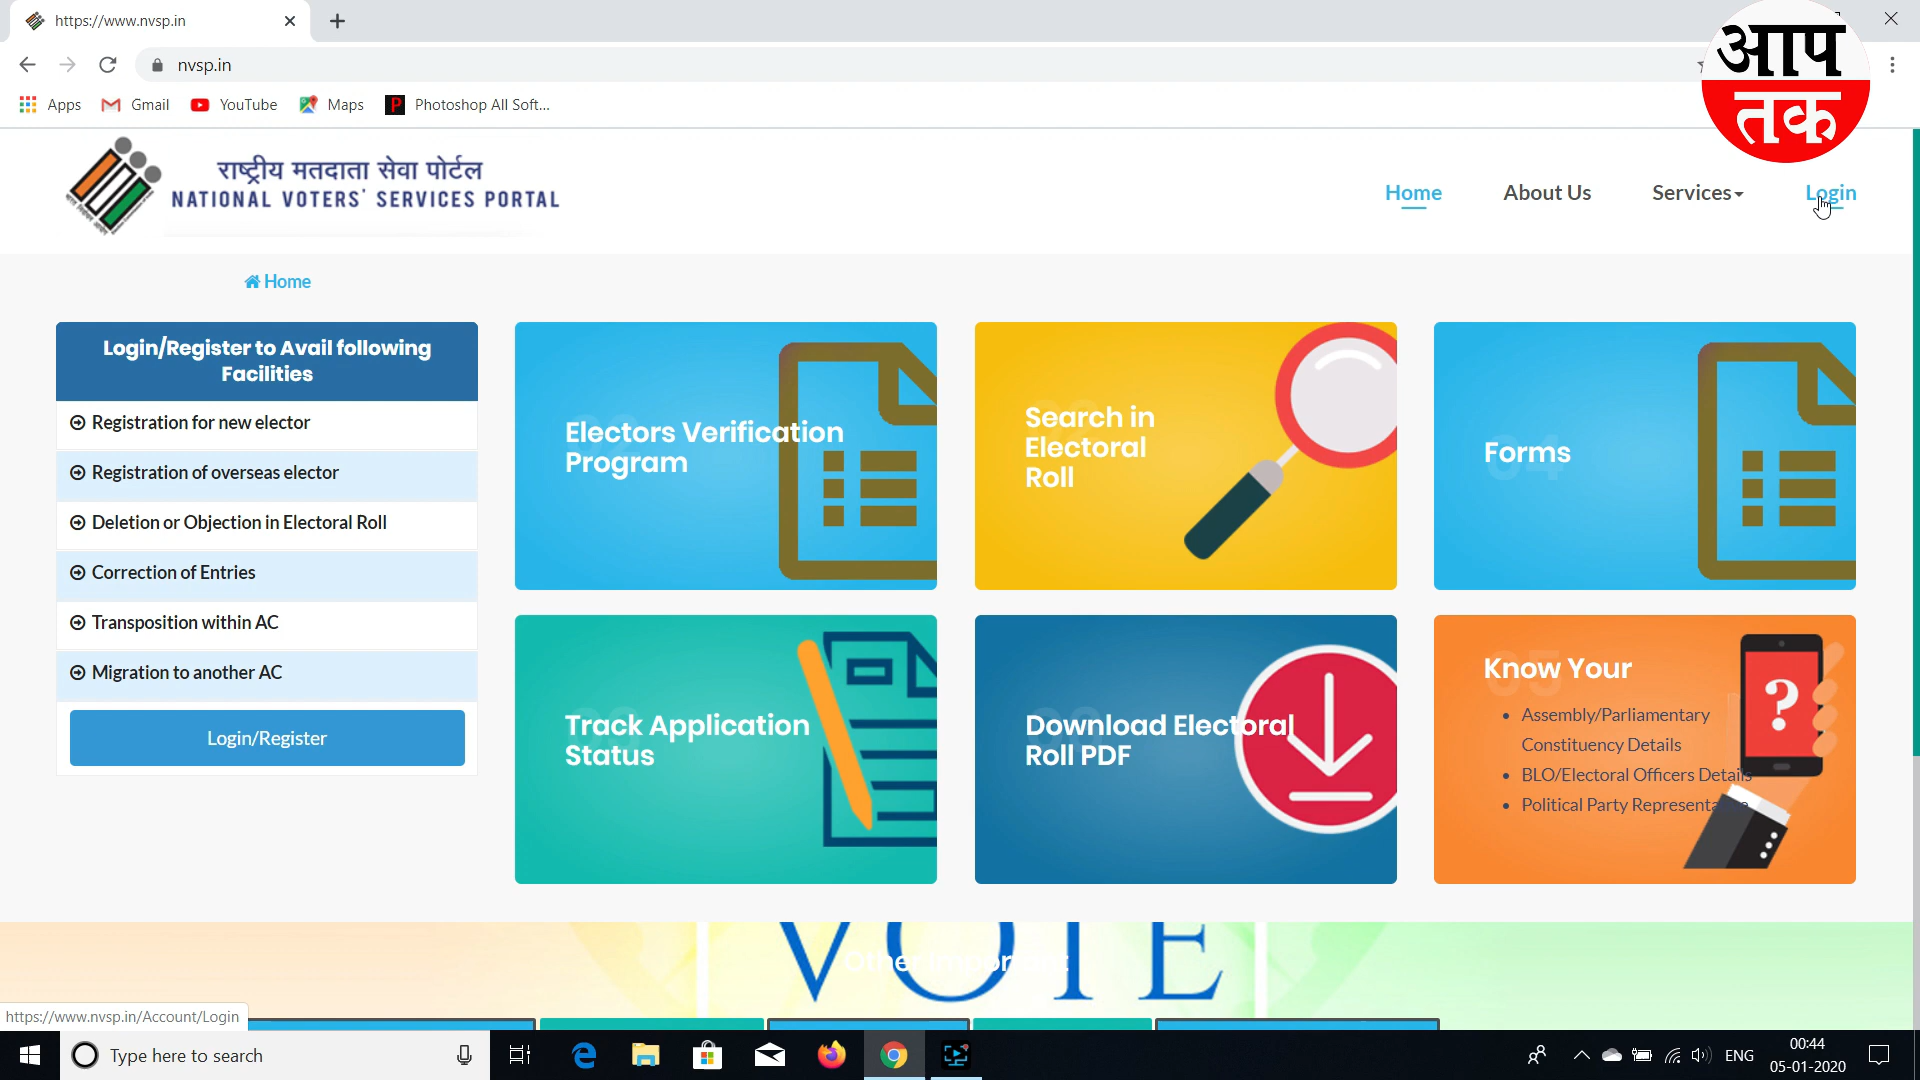 https://www.nvsp.in
nvsp.in
Apps
Gmail
YouTube
Maps
Photoshop All Soft...
आप
तक
राष्ट्रीय मतदाता सेवा पोर्टल
NATIONAL VOTERS' SERVICES PORTAL
Home
About Us
Services
Login
Home
Login/Register to Avail following
Facilities
Registration for new elector
Registration of overseas elector
Deletion or Objection in Electoral Roll
Correction of Entries
Transposition within AC
Migration to another AC
Login/Register
Electors Verification
Program
Search in
Electoral
Roll
04
Forms
Track Application
Status
Download Electoral
Roll PDF
05
Know Your
Assembly/Parliamentary
Constituency Details
BLO/Electoral Officers Details
Political Party Representative
?
VOTE
Other Important
https://www.nvsp.in/Account/Login
Type here to search
ENG
00:44
05-01-2020